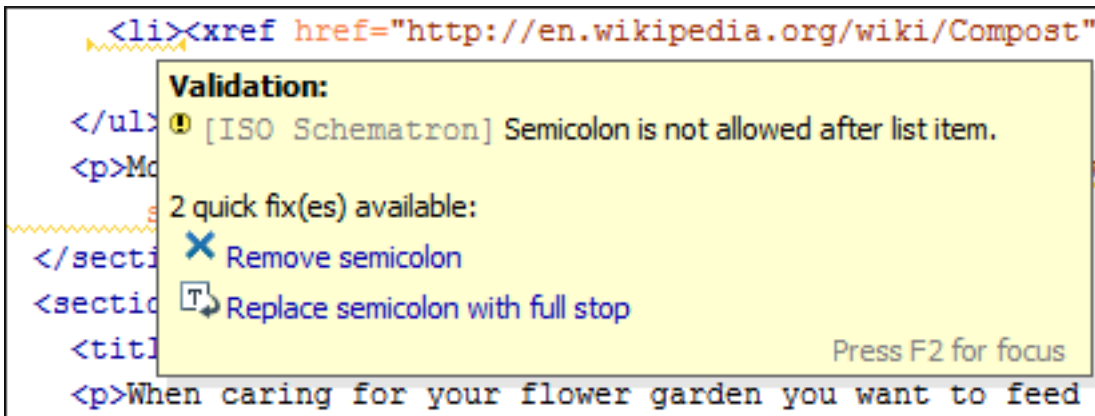 <li><xref href="http://en.wikipedia.org/wiki/Compost"
Validation:
</ul>
[ISO Schematron] Semicolon is not allowed after list item.
<p>Mo
2 quick fix(es) available:
s
</secti
Remove semicolon
<sectio
Replace semicolon with full stop
<titl
Press F2 for focus
<p>When caring for your flower garden you want to feed